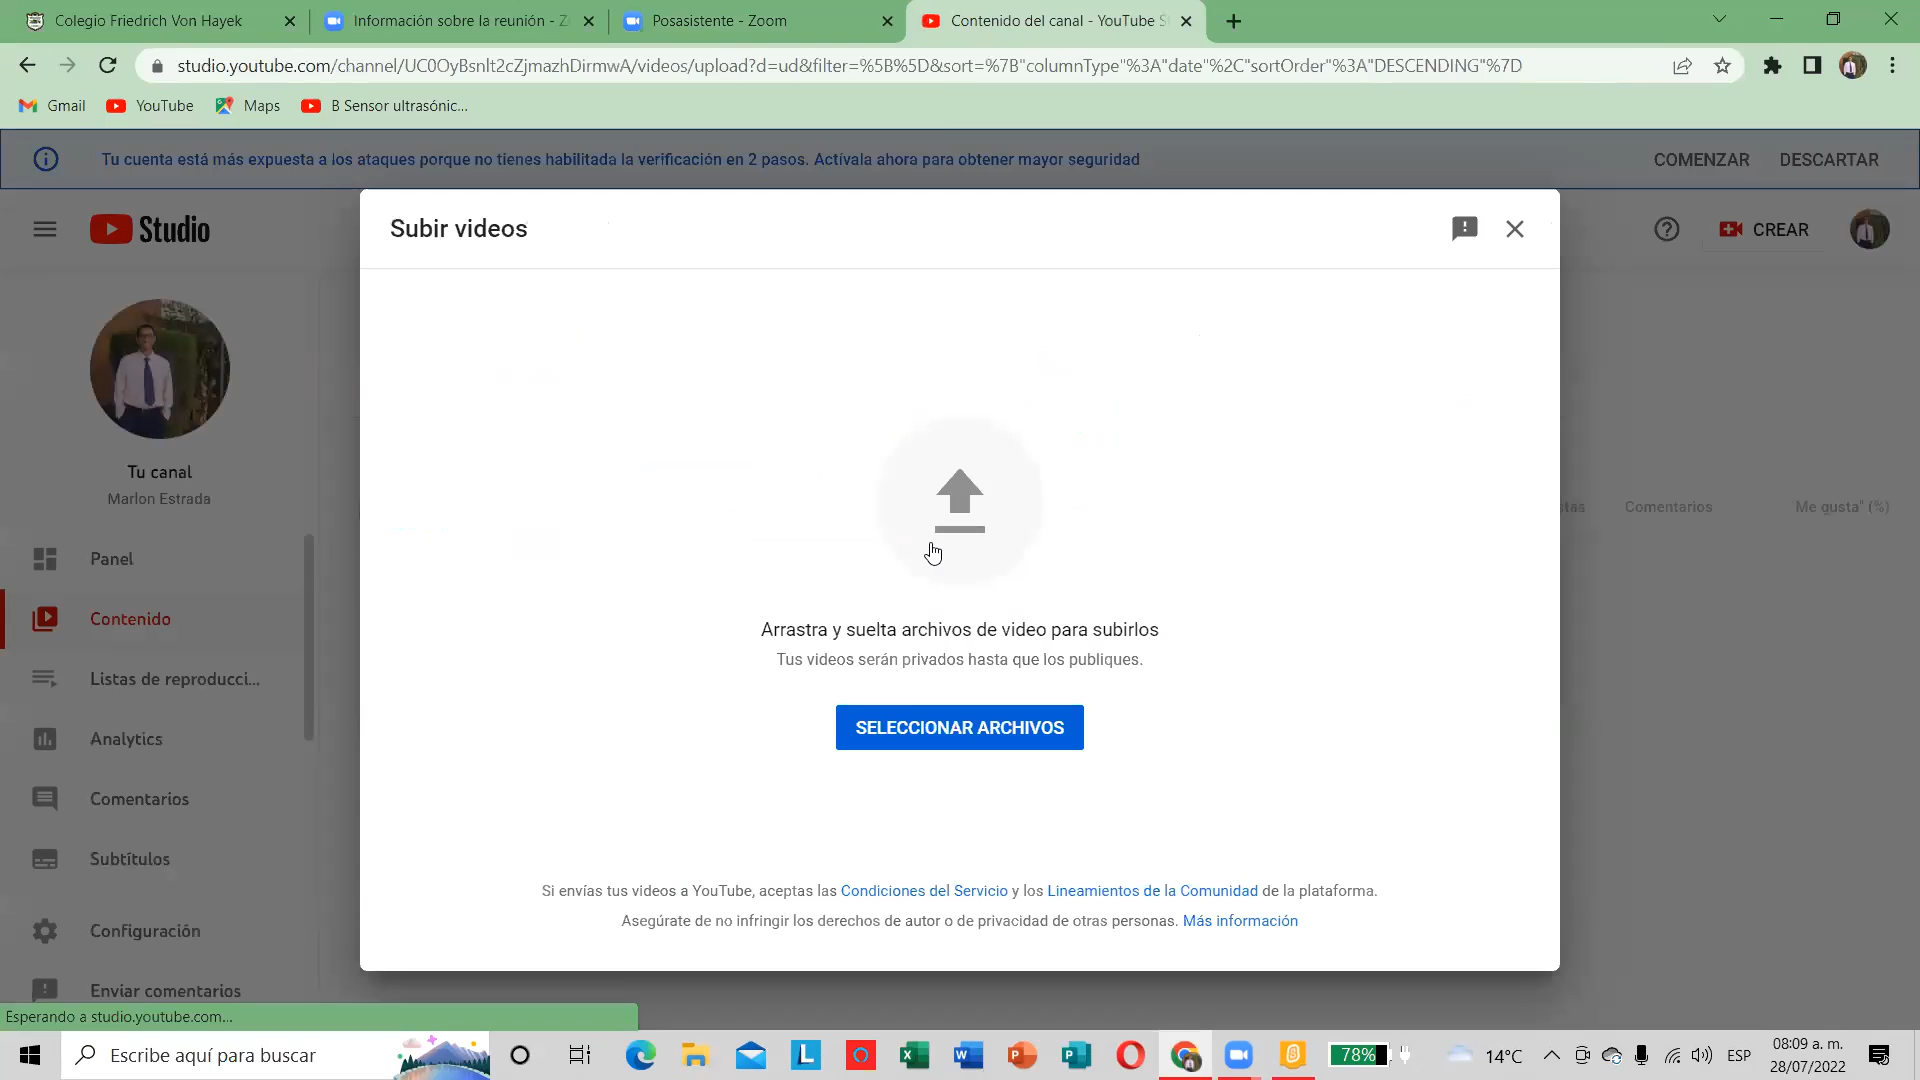 Colegio Friedrich Von Hayek
Información sobre la reunión - Z
Posasistente - Zoom
Contenido del canal - YouTube S
studio.youtube.com/channel/UC0OyBsnlt2cZjmazhDirmwA/videos/upload?d=ud&filter=%5B%5D&sort=%7B"columnType"%3A"date"%2C"sortOrder"%3A"DESCENDING"%7D
Gmail
YouTube
Maps
B Sensor ultrasónic...
Tu cuenta está más expuesta a los ataques porque no tienes habilitada la verificación en 2 pasos. Actívala ahora para obtener mayor seguridad
COMENZAR
DESCARTAR
Studio
Subir videos
CREAR
Tu canal
Marlon Estrada
Comentarios
Me gusta" (%)
Panel
Contenido
Listas de reproducci...
Analytics
Comentarios
Subtítulos
Configuración
Enviar comentarios
Arrastra y suelta archivos de video para subirlos
Tus videos serán privados hasta que los publiques.
SELECCIONAR ARCHIVOS
Si envías tus videos a YouTube, aceptas las Condiciones del Servicio y los Lineamientos de la Comunidad de la plataforma.
Asegúrate de no infringir los derechos de autor o de privacidad de otras personas. Más información
Esperando a studio.youtube.com...
Escribe aquí para buscar
78%
14°C
ESP
08:09 a. m.
28/07/2022